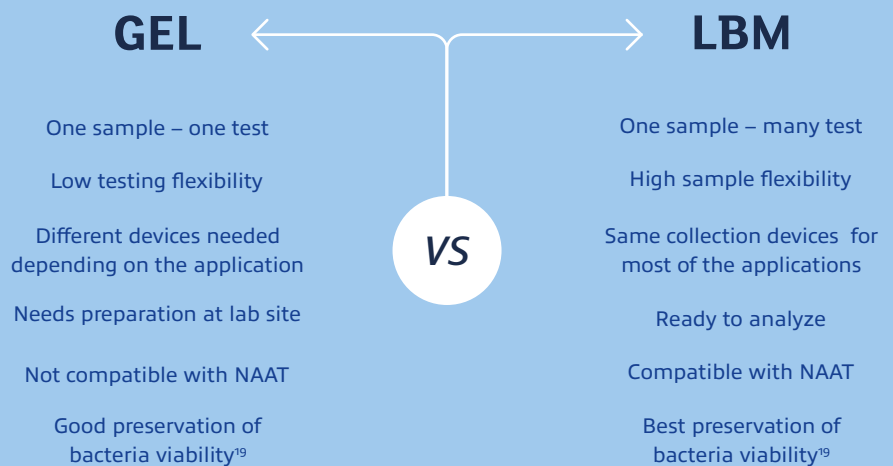 GEL
One sample – one test
Low testing flexibility
Different devices needed
depending on the application
Needs preparation at lab site
Not compatible with NAAT
Good preservation of
bacteria viability¹⁹
VS
LBM
One sample – many test
High sample flexibility
Same collection devices for
most of the applications
Ready to analyze
Compatible with NAAT
Best preservation of
bacteria viability¹⁹